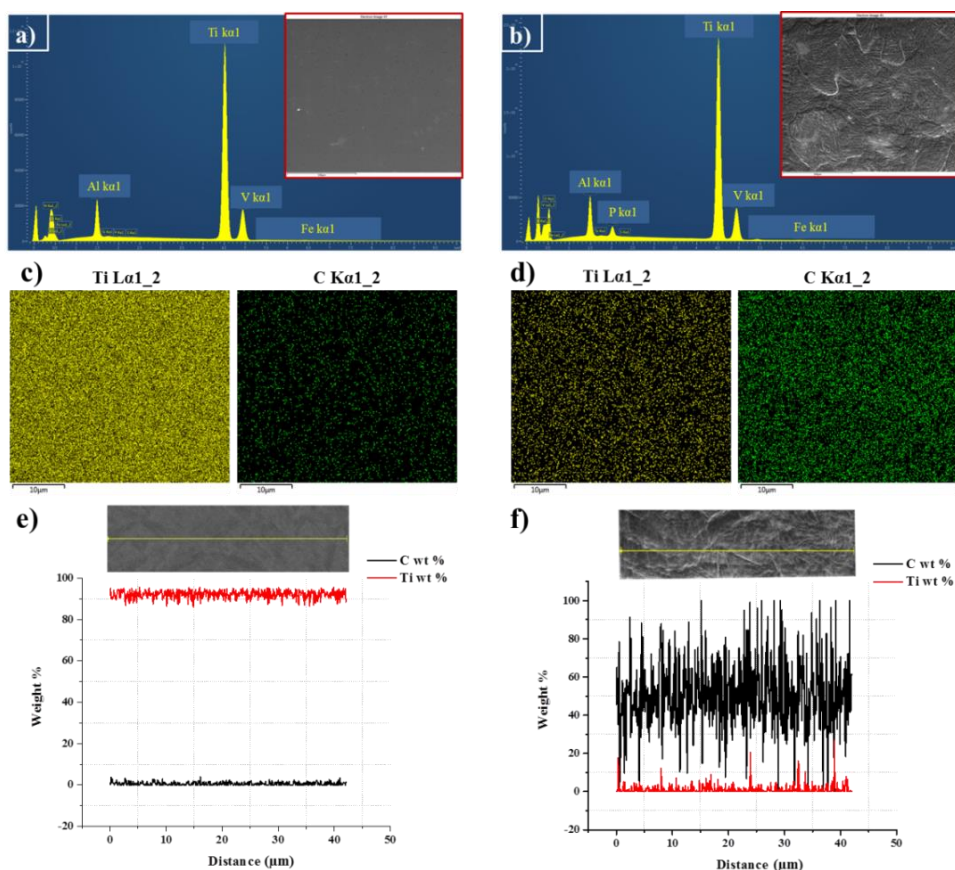 a)
Ti kα1
Al kα1
V kα1
Fe kα1
b)
Ti kα1
Al kα1
P kα1
V kα1
Fe kα1
c)
Ti Lα1_2
C Kα1_2
10µm
10µm
d)
Ti Lα1_2
C Kα1_2
10µm
10µm
e)
C wt %
Ti wt %
100
80
60
40
20
0
-20
Weight %
0
10
20
30
40
50
Distance (µm)
f)
C wt %
Ti wt %
100
80
60
40
20
0
-20
Weight %
0
10
20
30
40
50
Distance (µm)